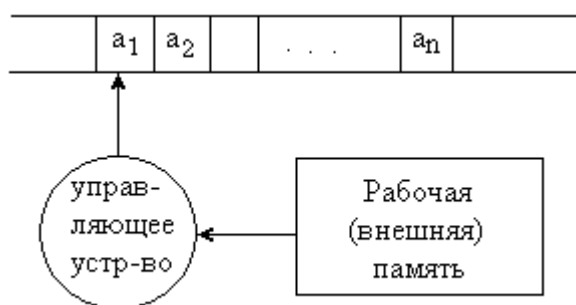 a1 a2 . . . an
управ-
ляющее
устр-во
Рабочая
(внешняя)
память